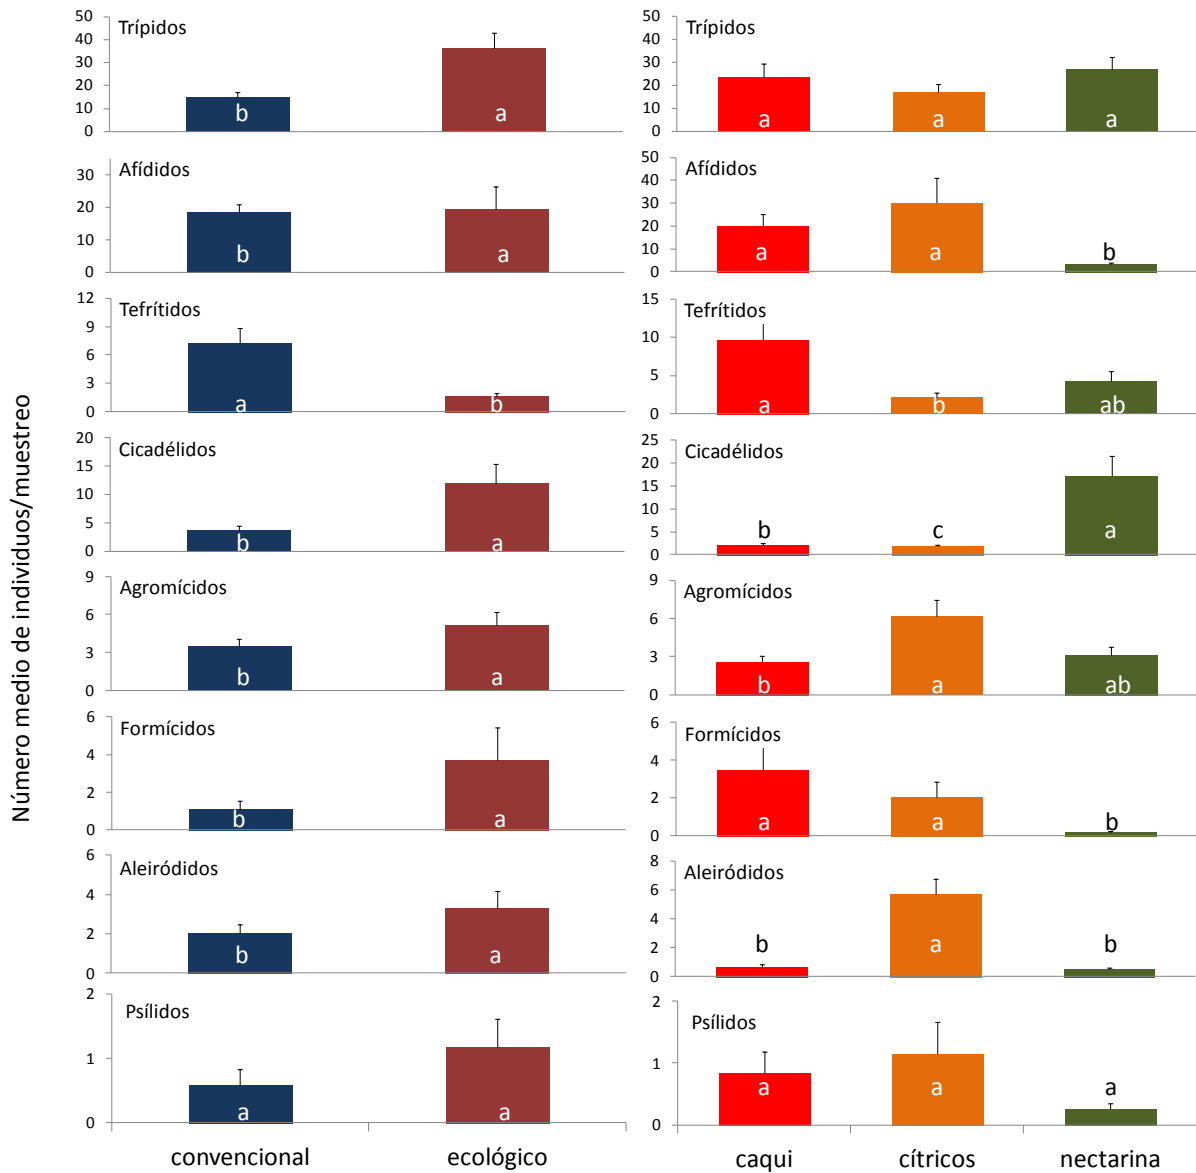 Número medio de individuos/muestreo
Trípidos
50
40
30
20
10
0
b
a
Afídidos
30
20
10
0
b
a
Tefrítidos
12
9
6
3
0
a
b
Cicadélidos
20
15
10
5
0
b
a
Agromícidos
9
6
3
0
b
a
Formícidos
6
4
2
0
b
a
Aleiródidos
6
4
2
0
b
a
Psílidos
2
1
0
a
a
convencional
ecológico
Trípidos
50
40
30
20
10
0
a
a
a
Afídidos
50
40
30
20
10
0
a
a
b
Tefrítidos
15
10
5
0
a
b
ab
Cicadélidos
25
20
15
10
5
0
b
c
a
Agromícidos
9
6
3
0
b
a
ab
Formícidos
6
4
2
0
a
a
b
Aleiródidos
8
6
4
2
0
b
a
b
Psílidos
2
1
0
a
a
a
caqui
cítricos
nectarina